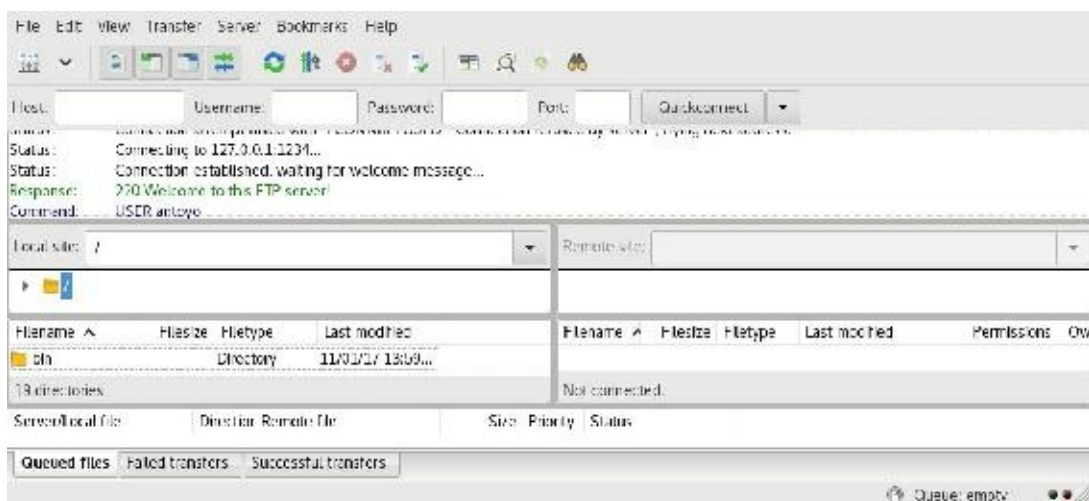 File Edit View Transfer Server Bookmarks Help
Host: Username: Password: Port: Quickconnect
Status: Connecting to 127.0.0.1:1234...
Status: Connection established, waiting for welcome message...
Response: 220 Welcome to this FTP server!
Command: USER antoyo
Local site: / Remote site:
/
Filename Filesize Filetype Last modified Filename Filesize Filetype Last modified Permissions Ow
bin Directory 11/01/17 13:59...
directories Not connected.
Server/Local file Direction Remote file Size Priority Status
Queued files Failed transfers Successful transfers
Queue: empty